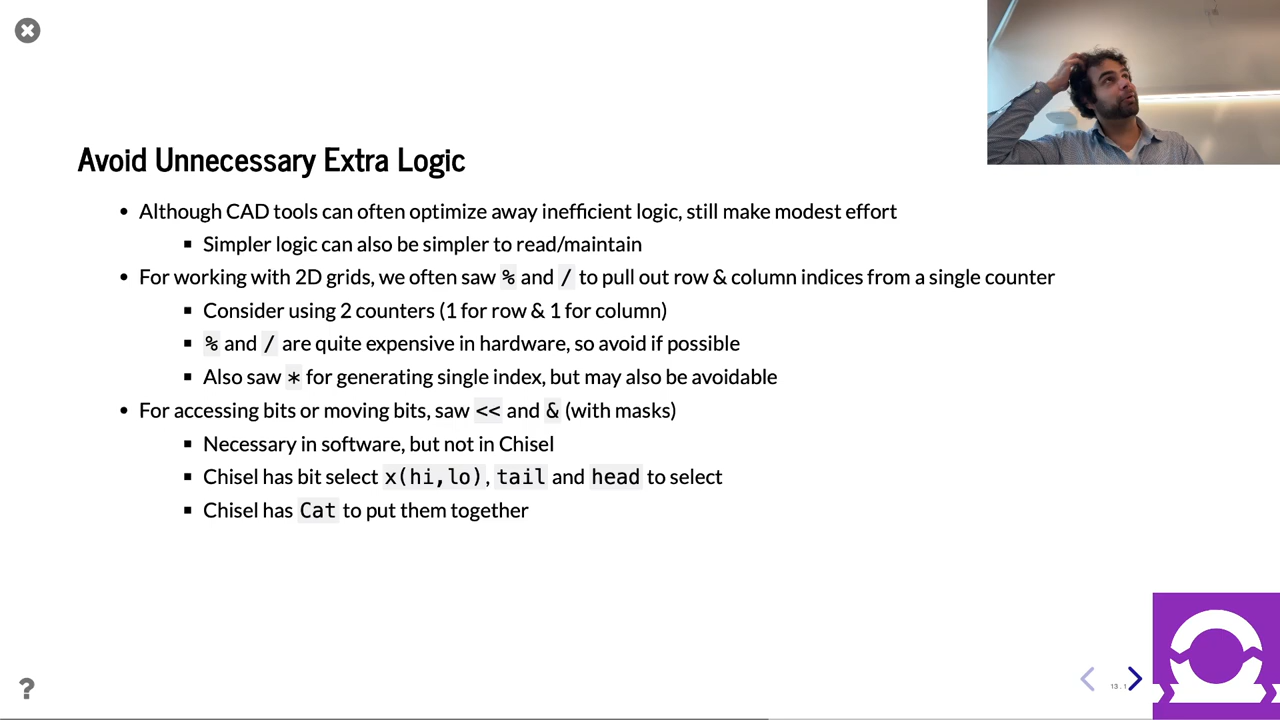 Avoid Unnecessary Extra Logic
Although CAD tools can often optimize away inefficient logic, still make modest effort
Simpler logic can also be simpler to read/maintain
For working with 2D grids, we often saw % and / to pull out row & column indices from a single counter
Consider using 2 counters (1 for row & 1 for column)
% and / are quite expensive in hardware, so avoid if possible
Also saw * for generating single index, but may also be avoidable
For accessing bits or moving bits, saw << and & (with masks)
Necessary in software, but not in Chisel
Chisel has bit select x(hi,lo), tail and head to select
Chisel has Cat to put them together
?
13.1